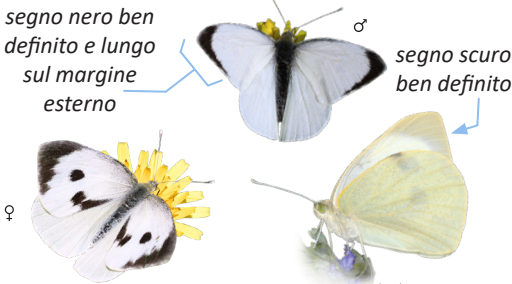 segno nero ben
definito e lungo
sul margine
esterno
♂
segno scuro
ben definito
♀